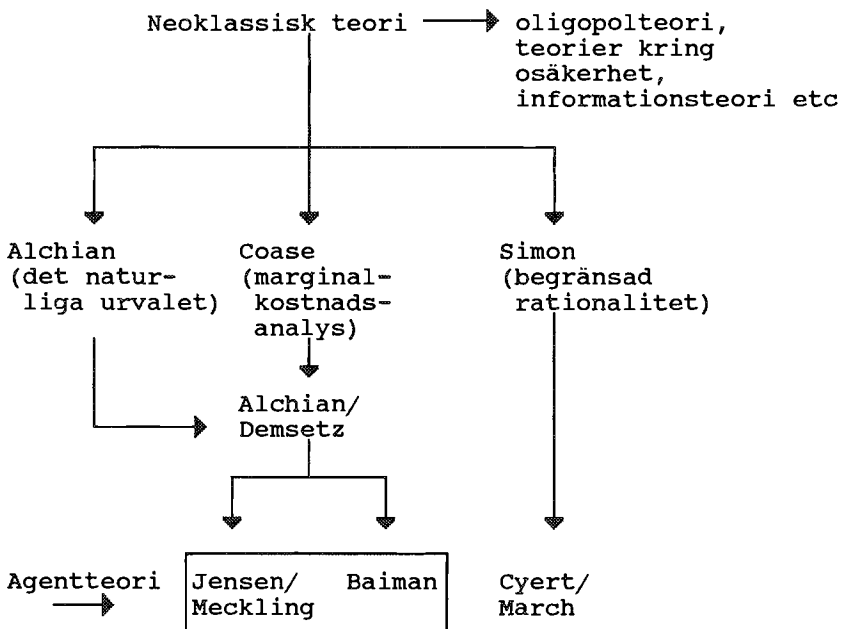 Neoklassisk teori
oligopolteori,
teorier kring
osäkerhet,
informationsteori etc
Alchian
(det natur-
liga urvalet)
Coase
(marginal-
kostnads-
analys)
Simon
(begränsad
rationalitet)
Alchian/
Demsetz
Agentteori
Jensen/
Meckling
Baiman
Cyert/
March